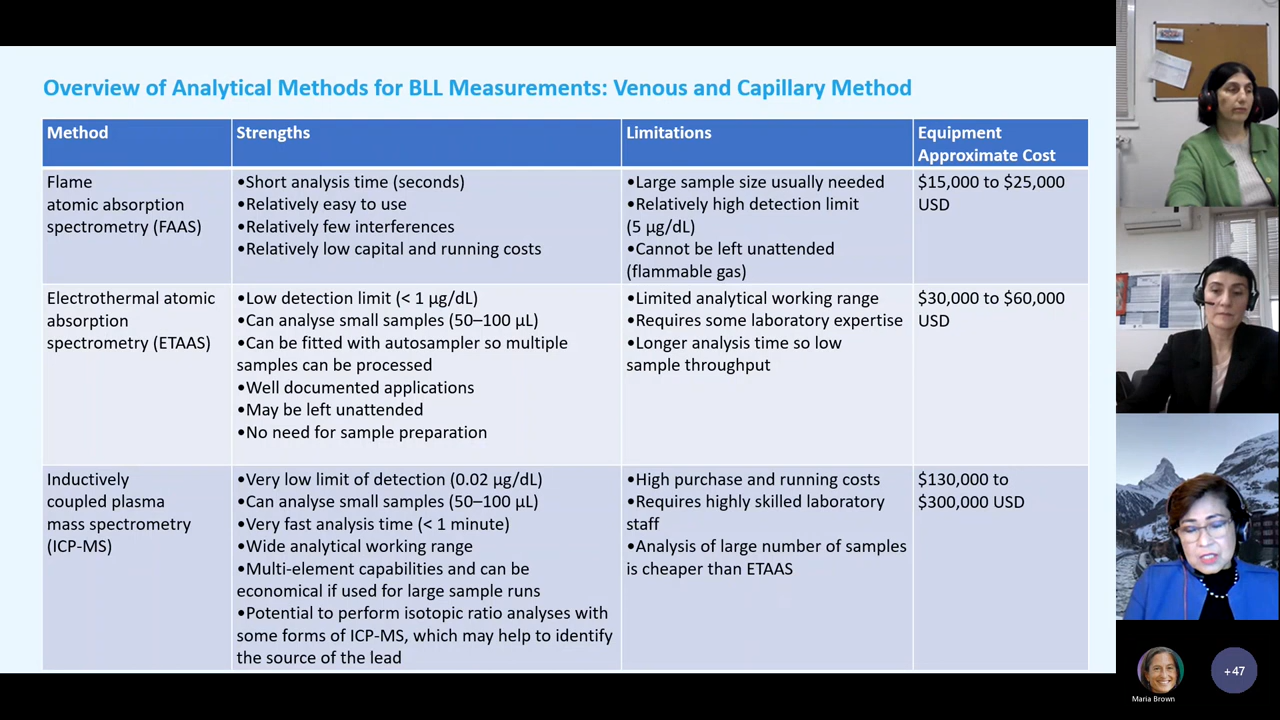 Overview of Analytical Methods for BLL Measurements: Venous and Capillary Method
Method
Strengths
Limitations
Equipment
Approximate Cost
Flame
atomic absorption
spectrometry (FAAS)
•Short analysis time (seconds)
•Relatively easy to use
•Relatively few interferences
•Relatively low capital and running costs
•Large sample size usually needed
•Relatively high detection limit
(5 µg/dL)
•Cannot be left unattended
(flammable gas)
$15,000 to $25,000
USD
Electrothermal atomic
absorption
spectrometry (ETAAS)
•Low detection limit (< 1 µg/dL)
•Can analyse small samples (50–100 µL)
•Can be fitted with autosampler so multiple
samples can be processed
•Well documented applications
•May be left unattended
•No need for sample preparation
•Limited analytical working range
•Requires some laboratory expertise
•Longer analysis time so low
sample throughput
$30,000 to $60,000
USD
Inductively
coupled plasma
mass spectrometry
(ICP-MS)
•Very low limit of detection (0.02 µg/dL)
•Can analyse small samples (50–100 µL)
•Very fast analysis time (< 1 minute)
•Wide analytical working range
•Multi-element capabilities and can be
economical if used for large sample runs
•Potential to perform isotopic ratio analyses with
some forms of ICP-MS, which may help to identify
the source of the lead
•High purchase and running costs
•Requires highly skilled laboratory
staff
•Analysis of large number of samples
is cheaper than ETAAS
$130,000 to
$300,000 USD
Maria Brown
+47